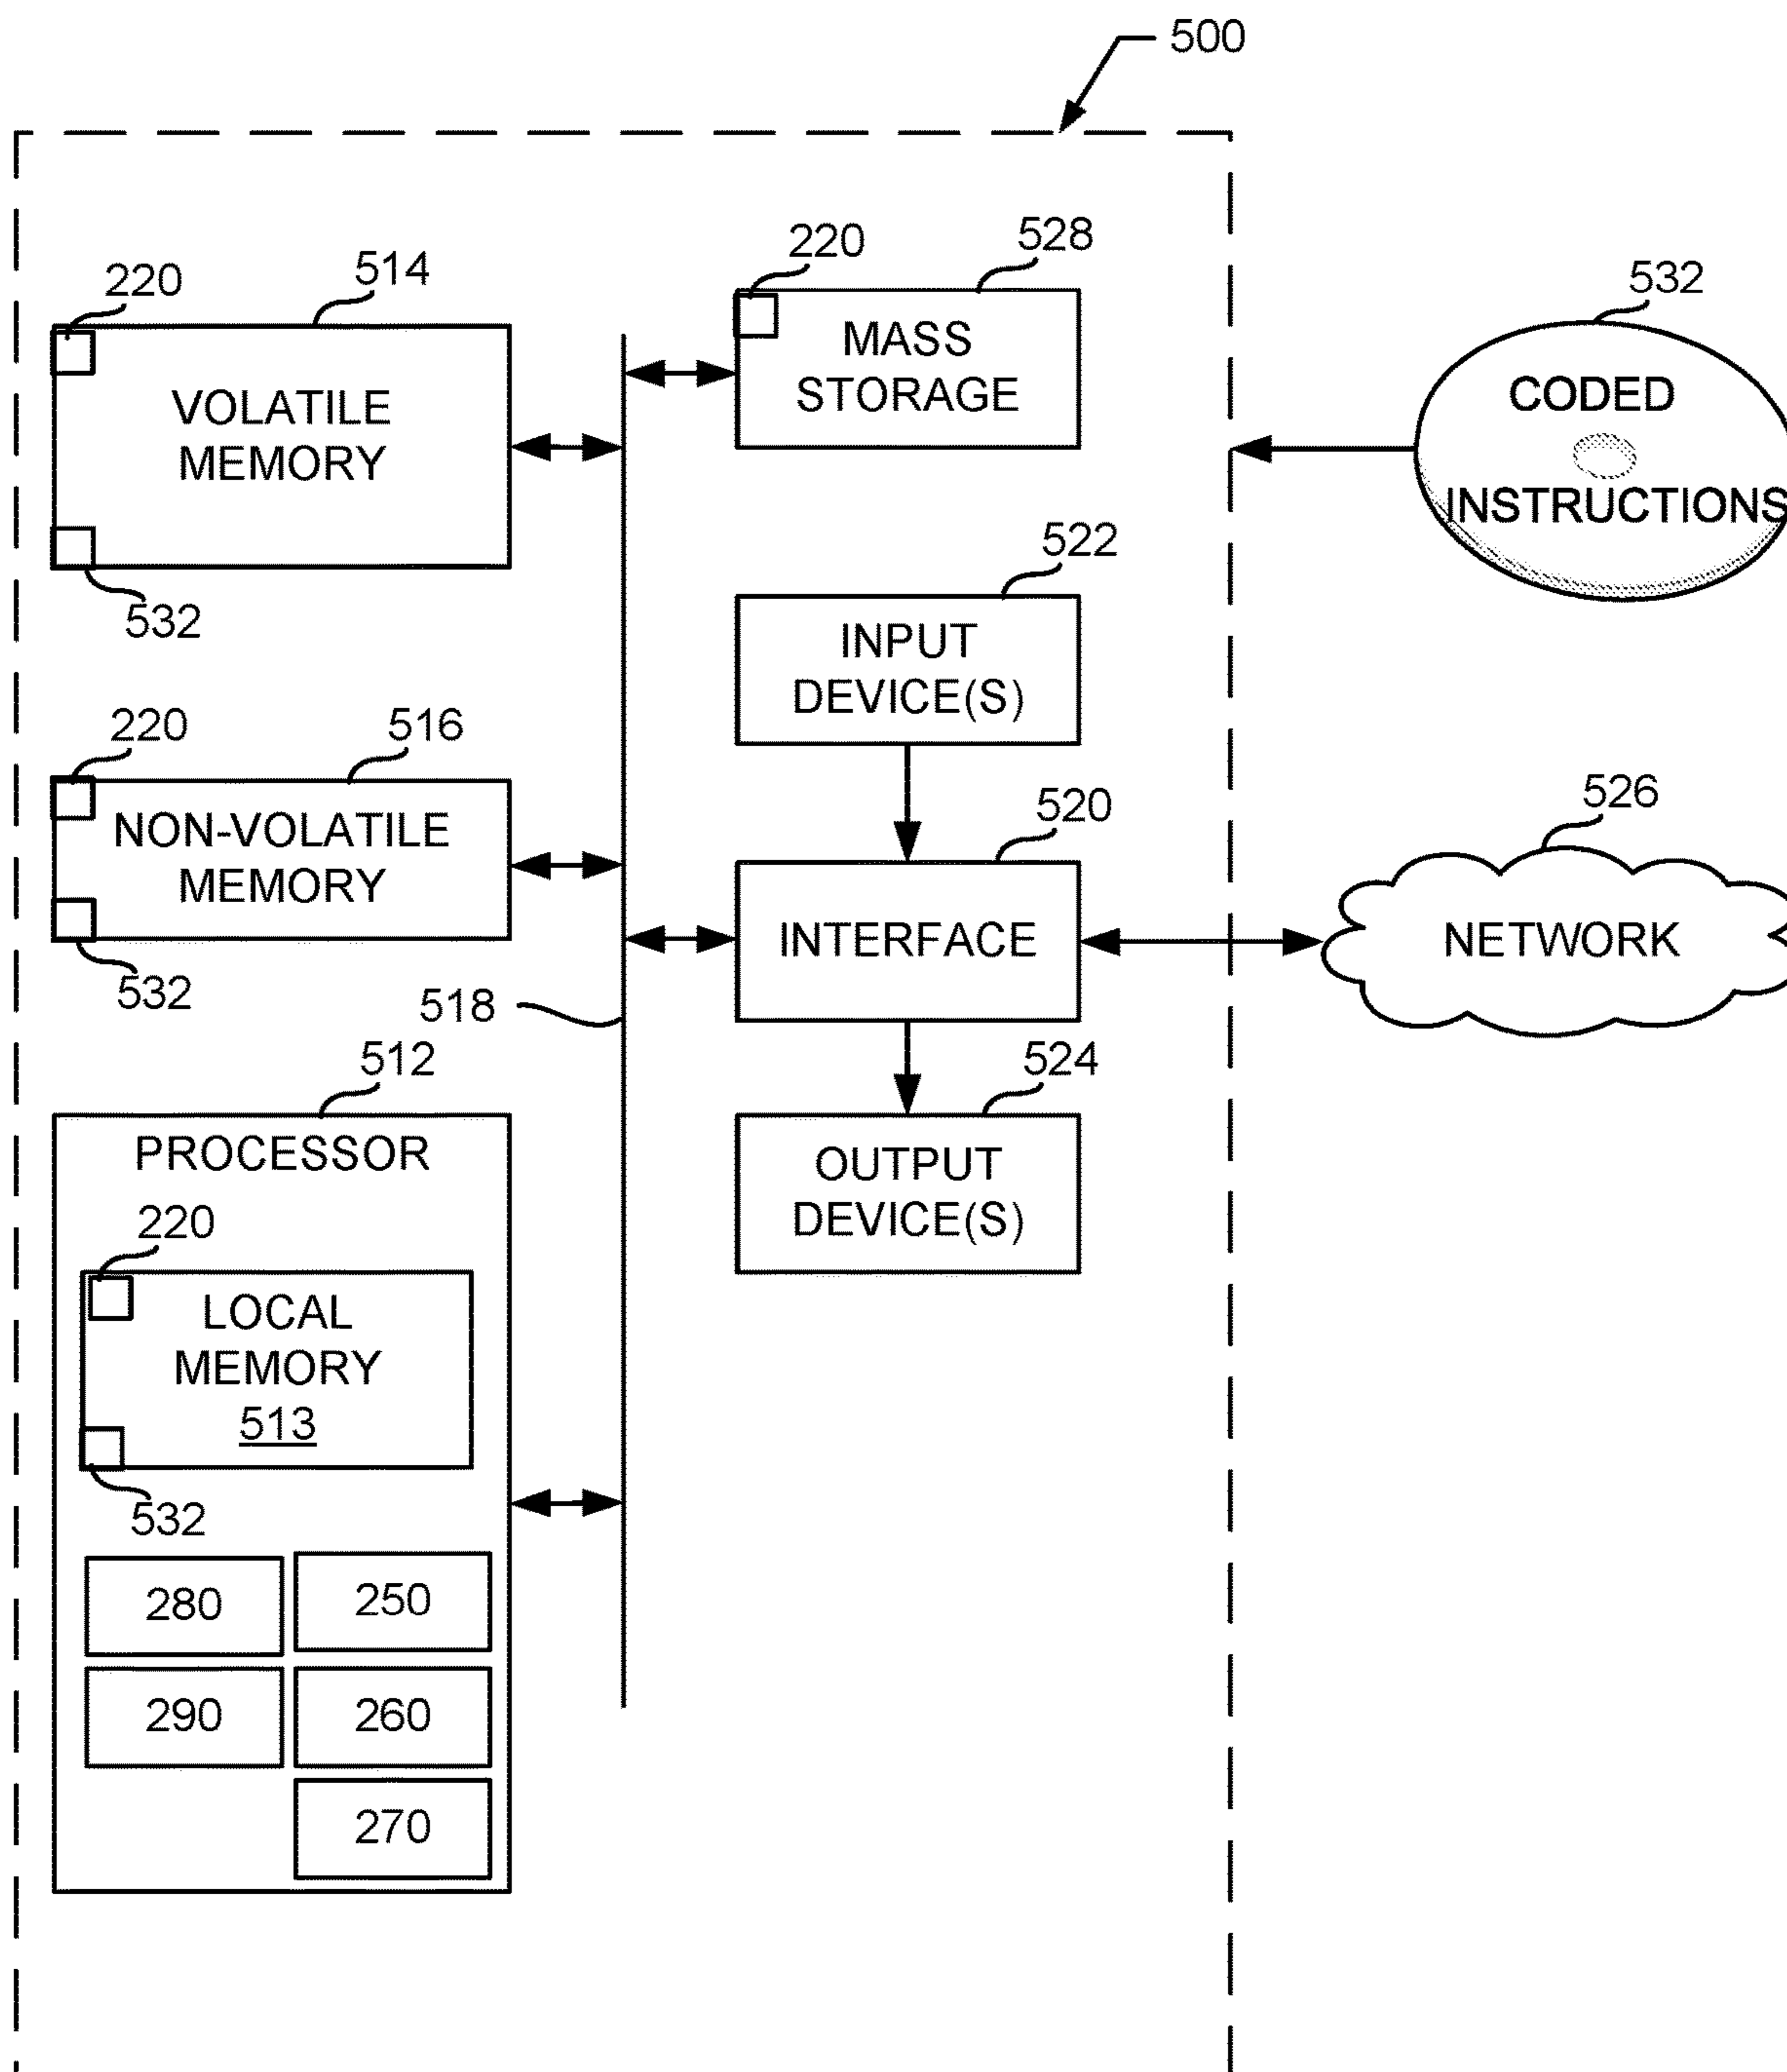 500
220
514
VOLATILE
MEMORY
532
220
528
MASS
STORAGE
532
CODED
INSTRUCTIONS
522
INPUT
DEVICE(S)
220
516
NON-VOLATILE
MEMORY
532
518
520
INTERFACE
526
NETWORK
512
PROCESSOR
220
LOCAL
MEMORY
513
532
280
250
290
260
270
524
OUTPUT
DEVICE(S)